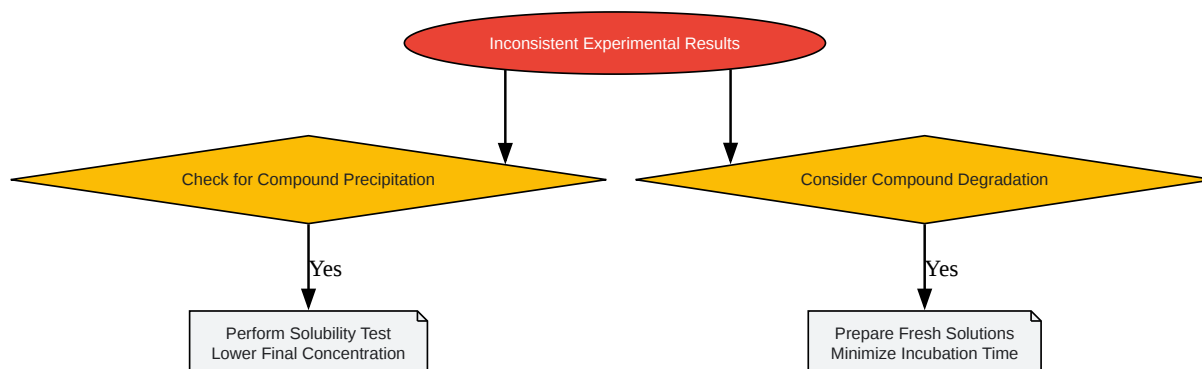 Inconsistent Experimental Results
Check for Compound Precipitation
Consider Compound Degradation
Yes
Yes
Perform Solubility Test
Lower Final Concentration
Prepare Fresh Solutions
Minimize Incubation Time